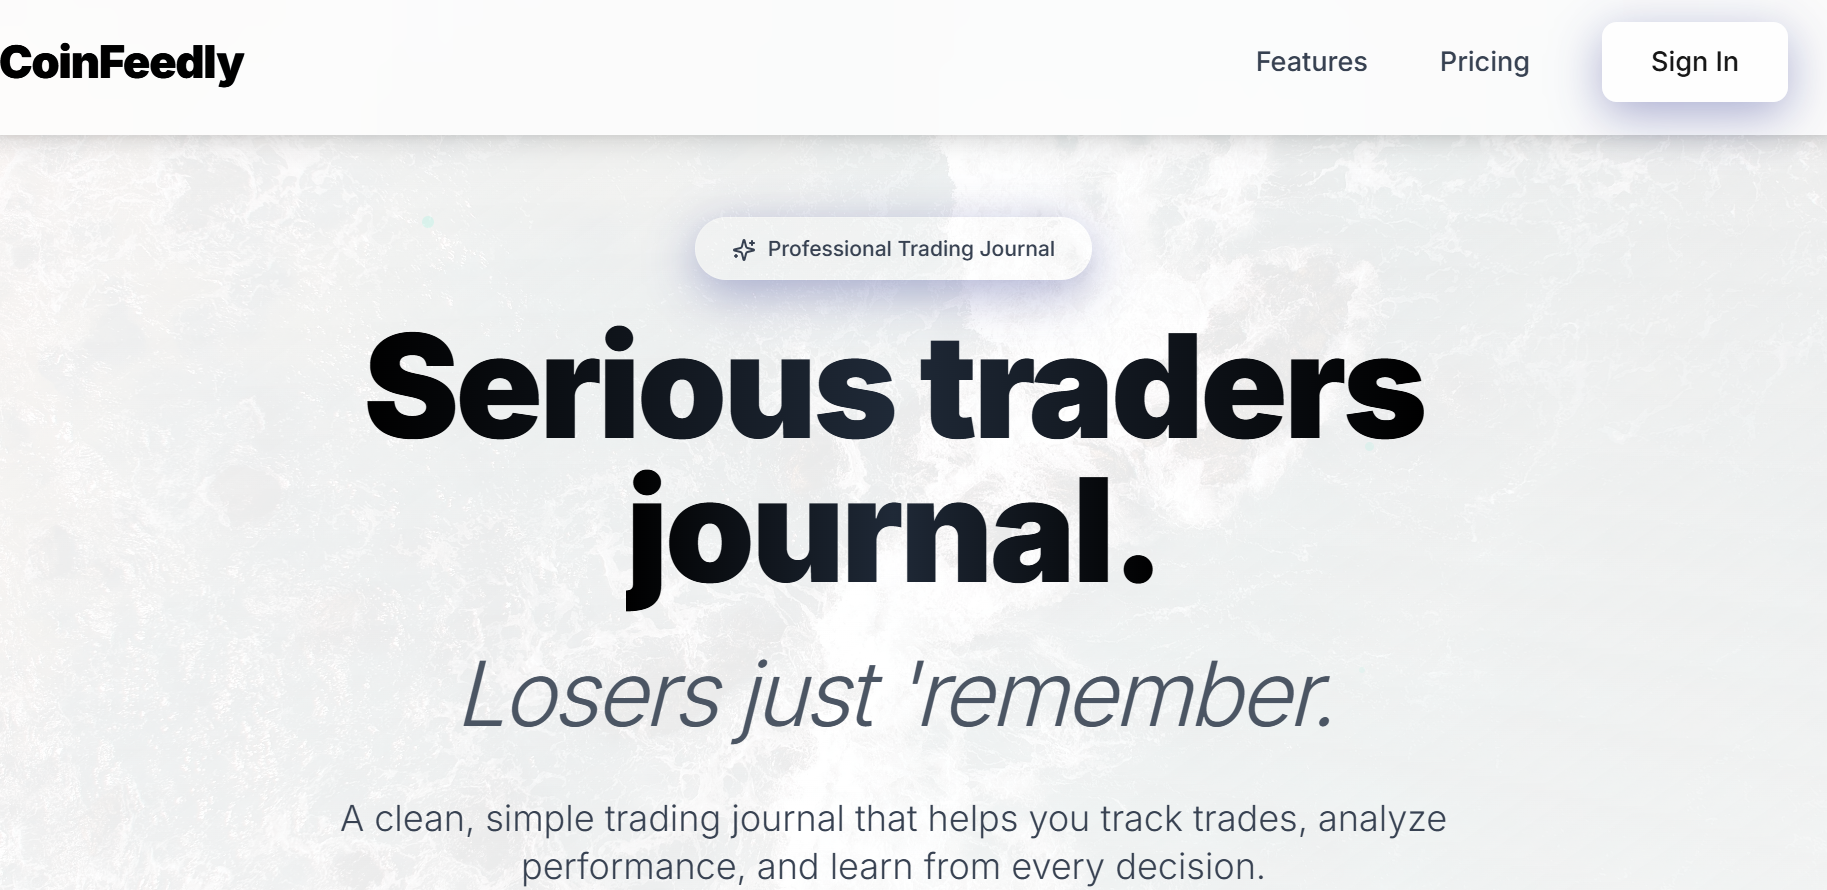 CoinFeedly
Features
Pricing
Sign In
Professional Trading Journal
Serious traders
journal.
Losers just 'remember.
A clean, simple trading journal that helps you track trades, analyze
performance, and learn from every decision.